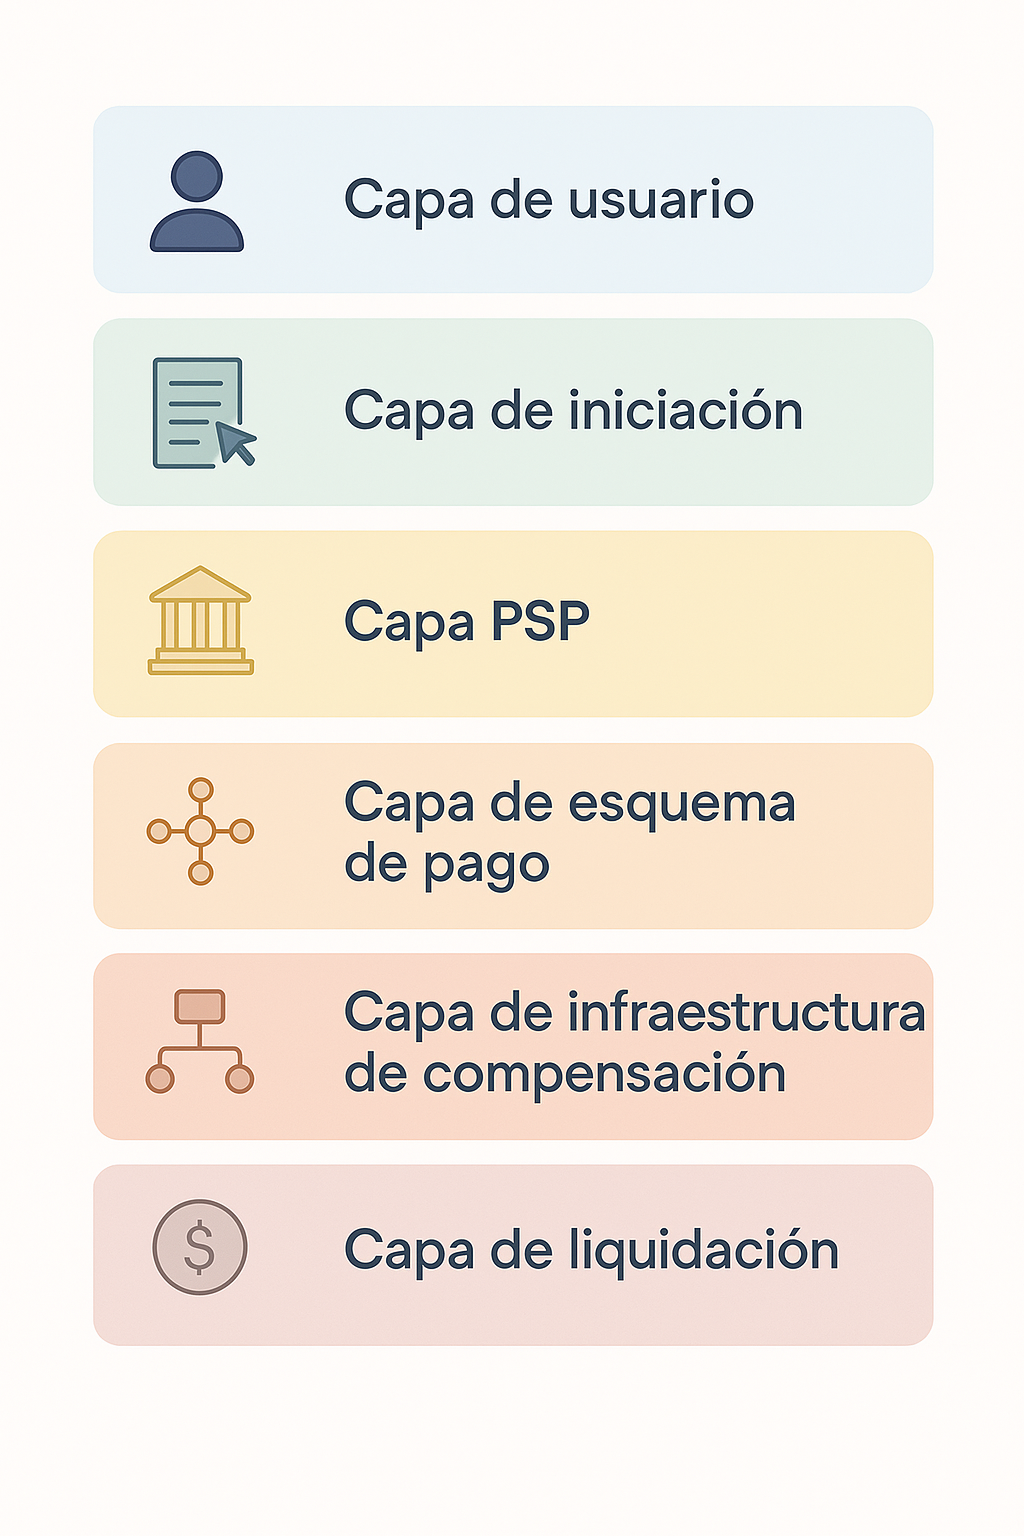 Capa de usuario
Capa de iniciación
Capa PSP
Capa de esquema
de pago
Capa de infraestructura
de compensación
$
Capa de liquidación